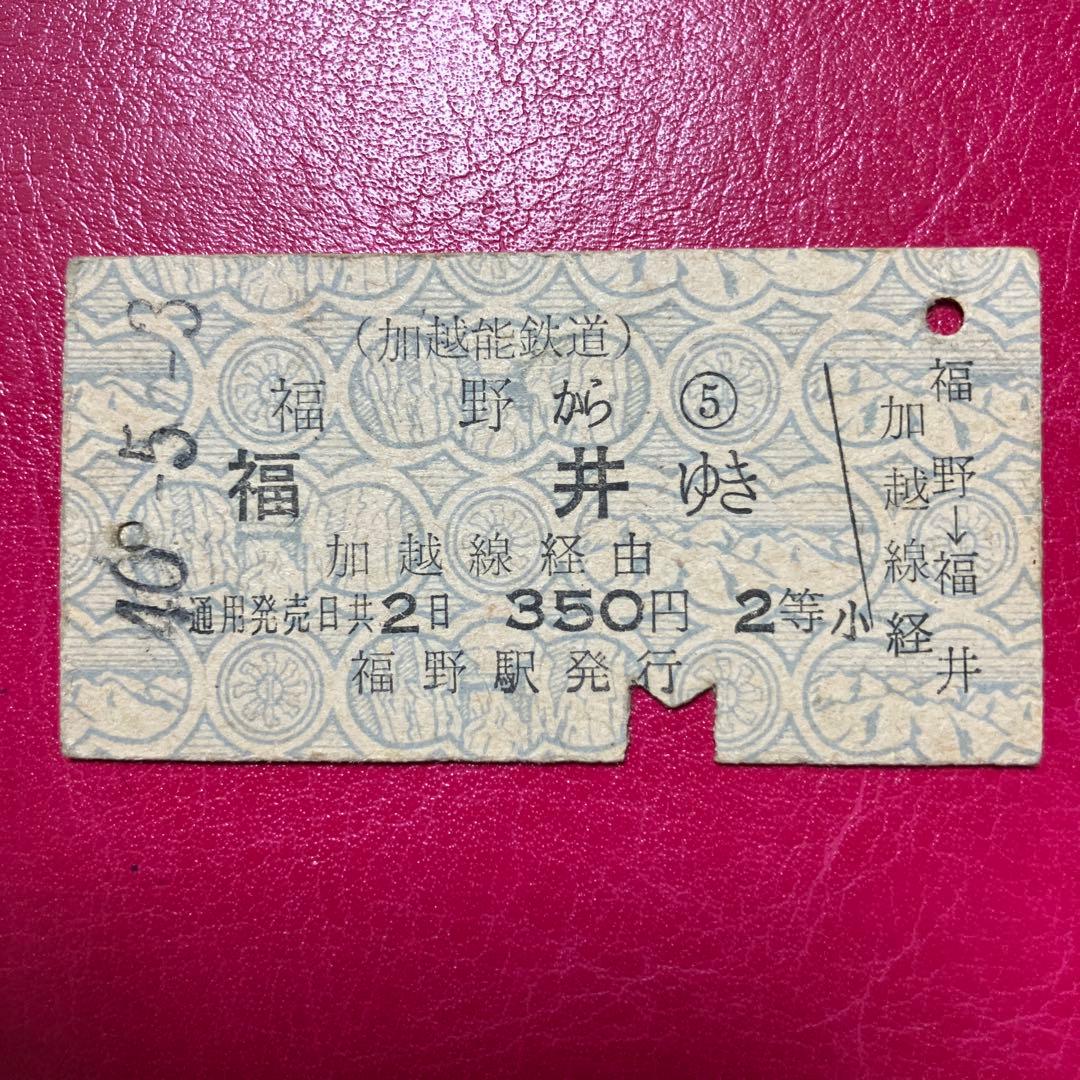 40.-5.-3
(加越能鉄道)
福野から ⑤
福井ゆき
加越線経由
通用発売日共2日 350円 2等
福野駅発行
小
福野→福井
加越線経